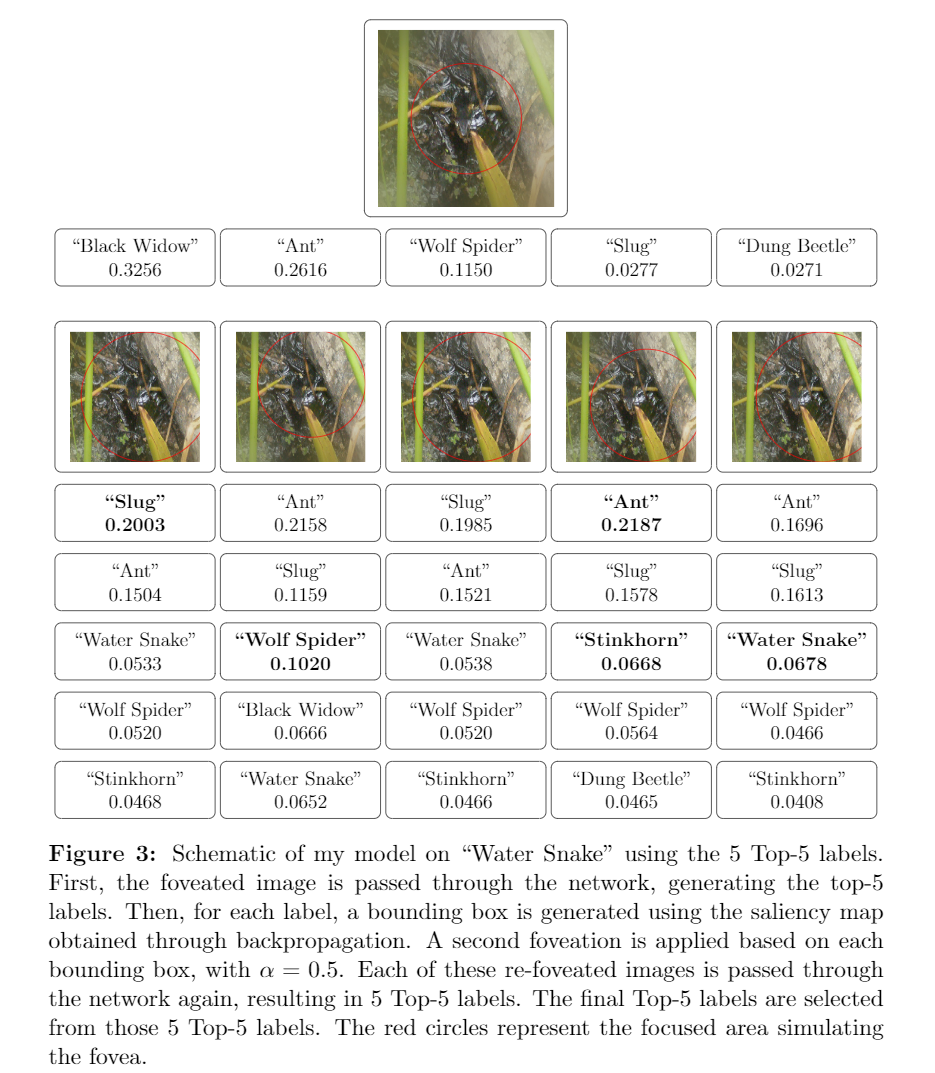 “Black Widow” “Ant” “Wolf Spider” “Slug” “Dung Beetle”
0.3256 0.2616 0.1150 0.0277 0.0271
“Slug” “Ant” “Slug” “Ant” “Ant”
0.2003 0.2158 0.1985 0.2187 0.1696
“Ant” “Slug” “Ant” “Slug” “Slug”
0.1504 0.1159 0.1521 0.1578 0.1613
“Water Snake” “Wolf Spider” “Water Snake” “Stinkhorn” “Water Snake”
0.0533 0.1020 0.0538 0.0668 0.0678
“Wolf Spider” “Black Widow” “Wolf Spider” “Wolf Spider” “Wolf Spider”
0.0520 0.0666 0.0520 0.0564 0.0466
“Stinkhorn” “Water Snake” “Stinkhorn” “Dung Beetle” “Stinkhorn”
0.0468 0.0652 0.0466 0.0465 0.0408
Figure 3: Schematic of my model on “Water Snake” using the 5 Top-5 labels.
First, the foveated image is passed through the network, generating the top-5
labels. Then, for each label, a bounding box is generated using the saliency map
obtained through backpropagation. A second foveation is applied based on each
bounding box, with α = 0.5. Each of these re-foveated images is passed through
the network again, resulting in 5 Top-5 labels. The final Top-5 labels are selected
from those 5 Top-5 labels. The red circles represent the focused area simulating
the fovea.